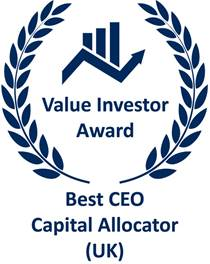 Value Investor
Award
Best CEO
Capital Allocator
(UK)